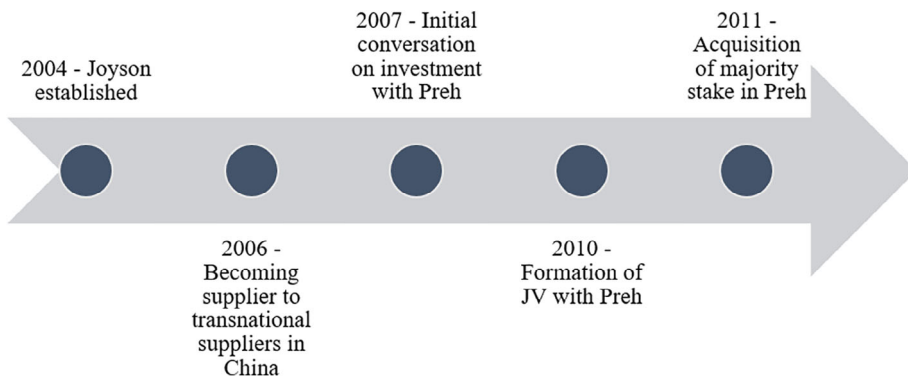 2004 - Joyson
established
2006 -
Becoming
supplier to
transnational
suppliers in
China
2007 - Initial
conversation
on investment
with Preh
2010 -
Formation of
JV with Preh
2011 -
Acquisition
of majority
stake in Preh